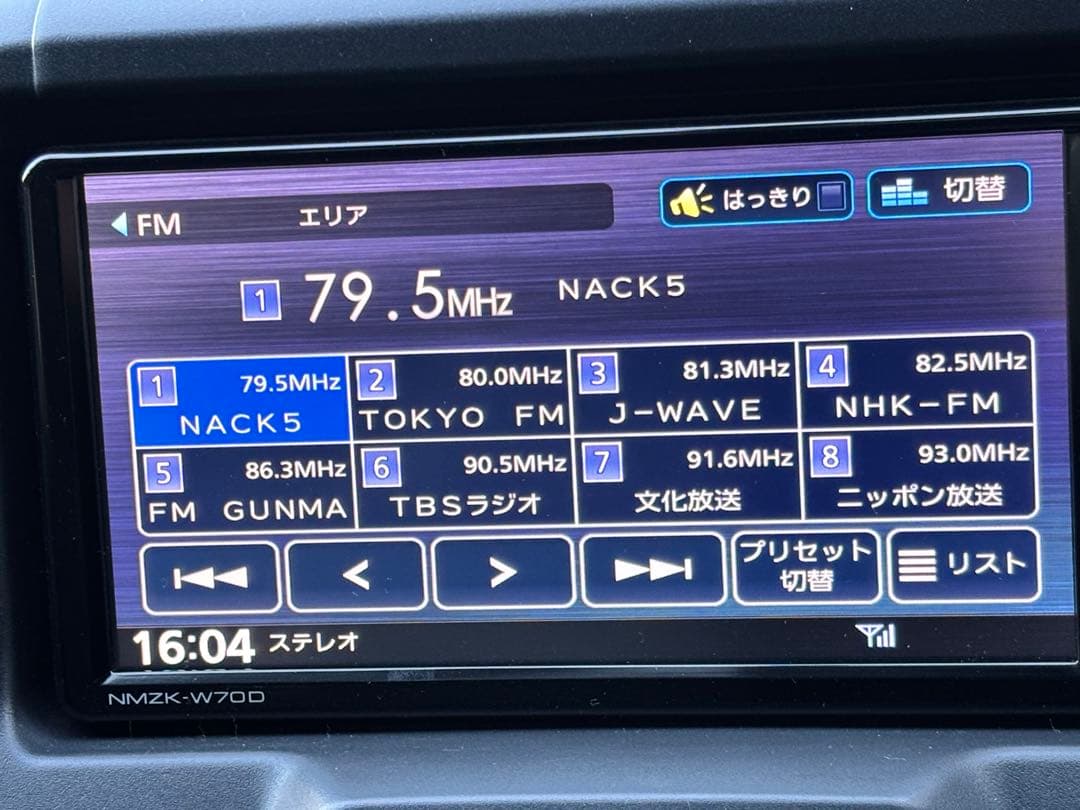 FM エリア はっきり 切替
1 79.5MHz NACK5
1 79.5MHz 2 80.0MHz 3 81.3MHz 4 82.5MHz
NACK5 TOKYO FM J-WAVE NHK-FM
5 86.3MHz 6 90.5MHz 7 91.6MHz 8 93.0MHz
FM GUNMA TBSラジオ 文化放送 ニッポン放送
< > プリセット
切替 リスト
16:04 ステレオ
NMZK-W70D